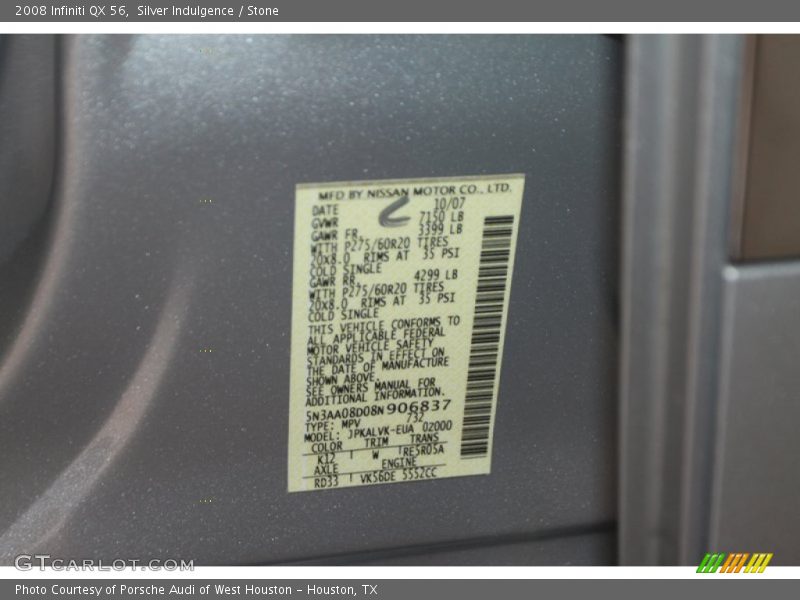 2008 Infiniti QX 56,  Silver Indulgence / Stone
MFD BY NISSAN MOTOR CO., LTD.
DATE 10/07
GVWR 7150 LB
GAWR FR. 3399 LB
WITH P275/60R20 TIRES
20x8.0 RIMS AT 35 PSI
COLD SINGLE
GAWR RR. 4299 LB
WITH P275/60R20 TIRES
20x8.0 RIMS AT 35 PSI
COLD SINGLE
THIS VEHICLE CONFORMS TO
ALL APPLICABLE FEDERAL
MOTOR VEHICLE SAFETY
STANDARDS IN EFFECT ON
THE DATE OF MANUFACTURE
SHOWN ABOVE.
SEE OWNERS MANUAL FOR
ADDITIONAL INFORMATION.
5N3AA08D08N906837
TYPE: MPV /32
MODEL: JPKALVK-EUA 02000
COLOR TRIM TRANS
K12 W TRE5R05A
AXLE ENGINE
RD33 VK56DE 5552CC
GTcarlot.com
Photo Courtesy of Porsche Audi of West Houston – Houston, TX